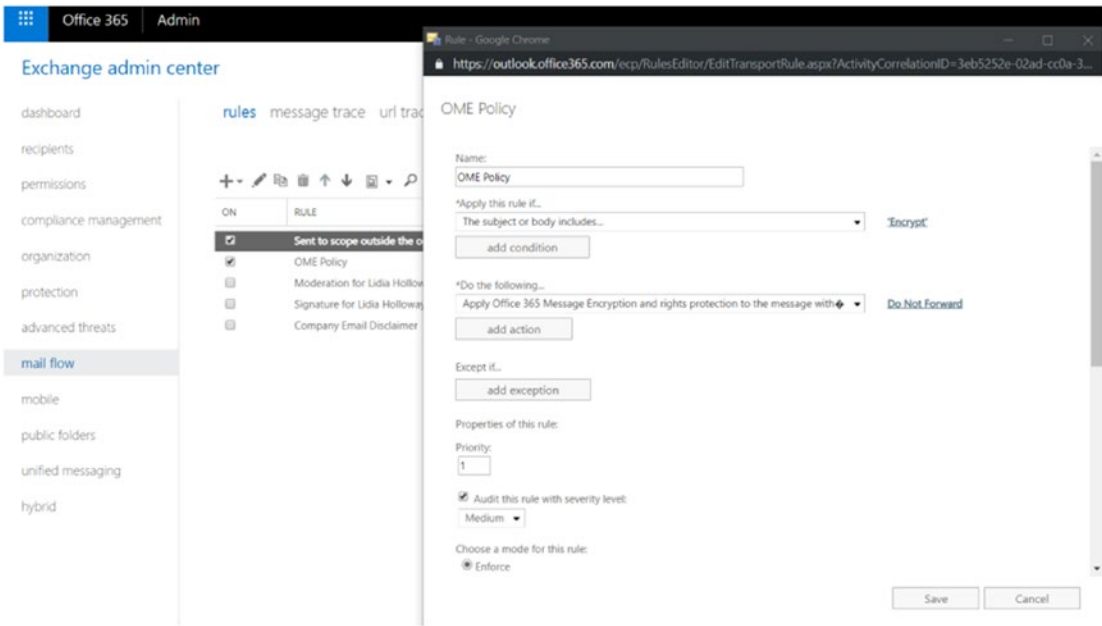 Office 365 Admin
Exchange admin center
dashboard
recipients
permissions
compliance management
organization
protection
advanced threats
mail flow
mobile
public folders
unified messaging
hybrid
rules message trace url trac
ON RULE
Sent to scope outside the o
OME Policy
Moderation for Lidia Hollow
Signature for Lidia Holloway
Company Email Disclaimer
Rule - Google Chrome
https://outlook.office365.com/ecp/RulesEditor/EditTransportRule.aspx?ActivityCorrelationID=3eb5252e-02ad-cc0a-3...
OME Policy
Name:
OME Policy
*Apply this rule if...
The subject or body includes... 'Encrypt'
add condition
*Do the following...
Apply Office 365 Message Encryption and rights protection to the message with� Do Not Forward
add action
Except if...
add exception
Properties of this rule:
Priority:
1
Audit this rule with severity level:
Medium
Choose a mode for this rule:
Enforce
Save Cancel